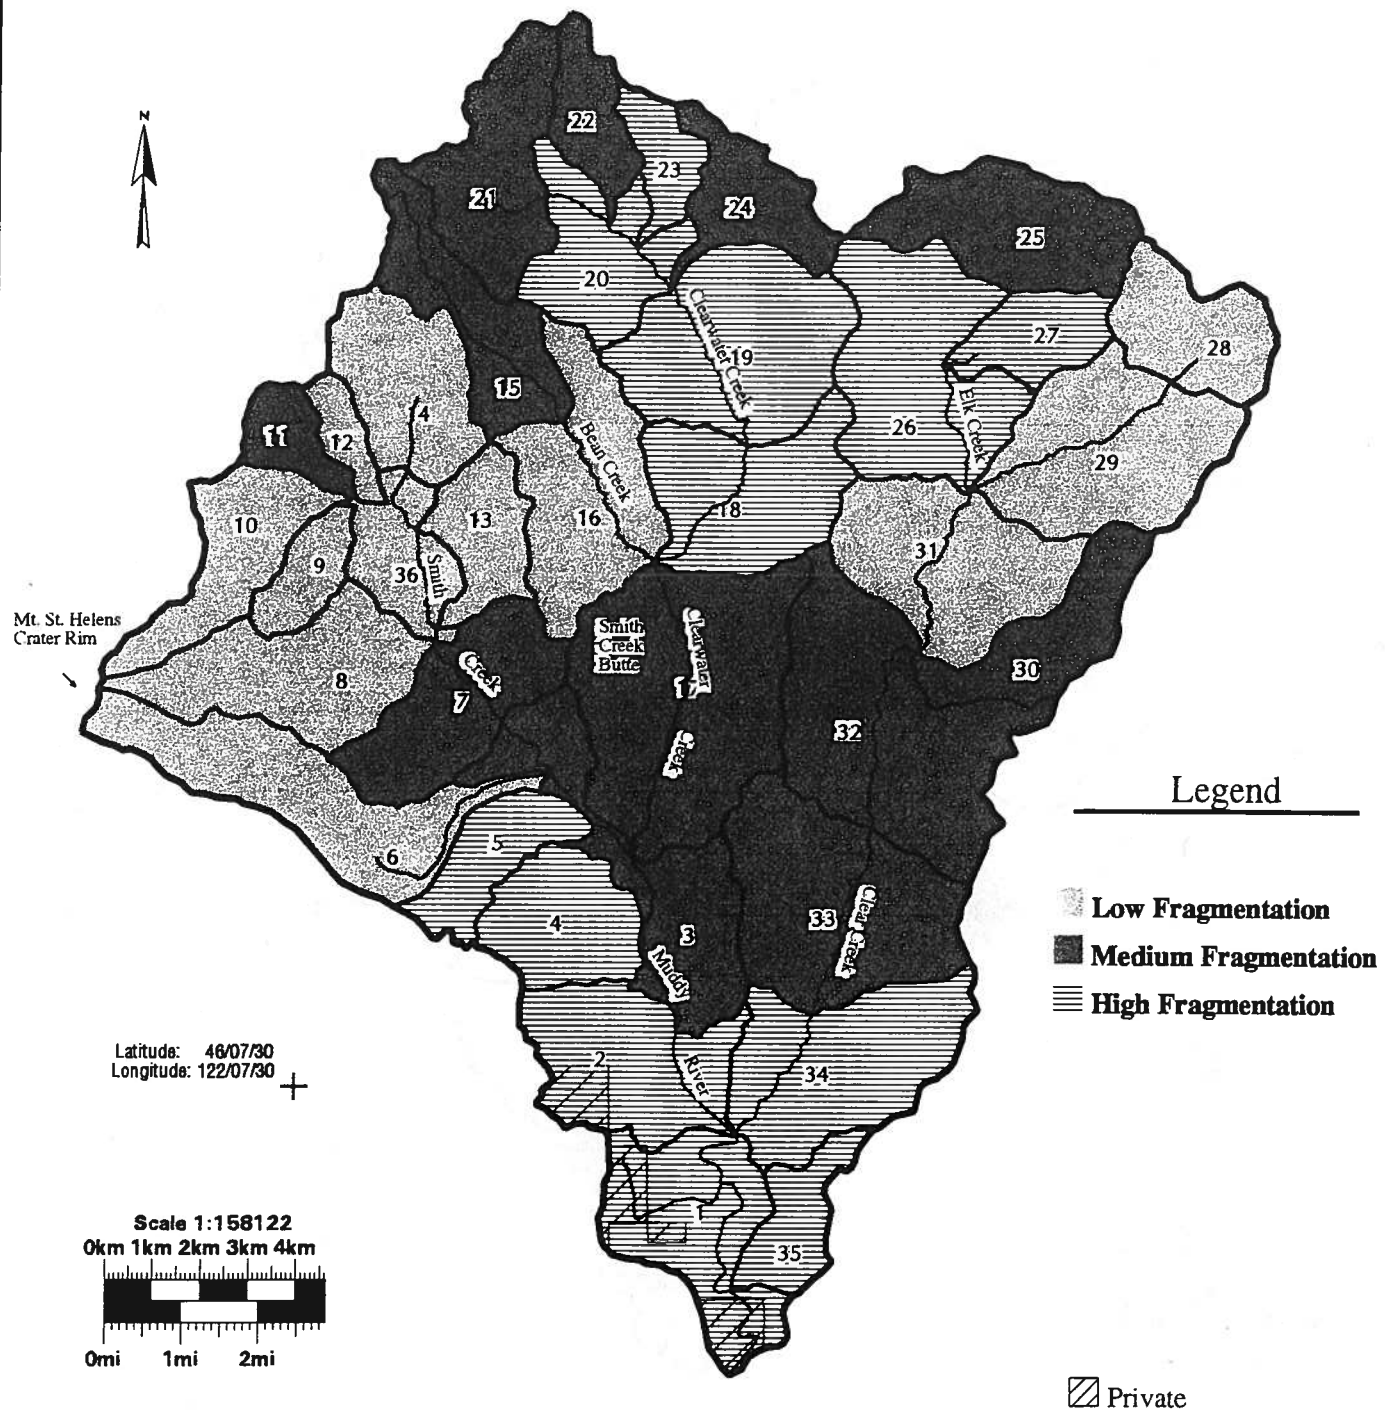 N
22
23
21
24
25
20
Clearwater Creek
19
27
28
15
4
11
12
26
Elk Creek
Bean Creek
29
10
13
16
18
31
9
36
Smith
Mt. St. Helens
Crater Rim
Smith
Creek
Butte
Clearwater
8
Creek
7
1
30
32
Creek
Legend
5
6
Low Fragmentation
4
3
33
Clear Creek
Medium Fragmentation
Muddy
High Fragmentation
Latitude: 46/07/30
Longitude: 122/07/30
2
River
34
1
35
Scale 1:158122
0km 1km 2km 3km 4km
0mi 1mi 2mi
Private